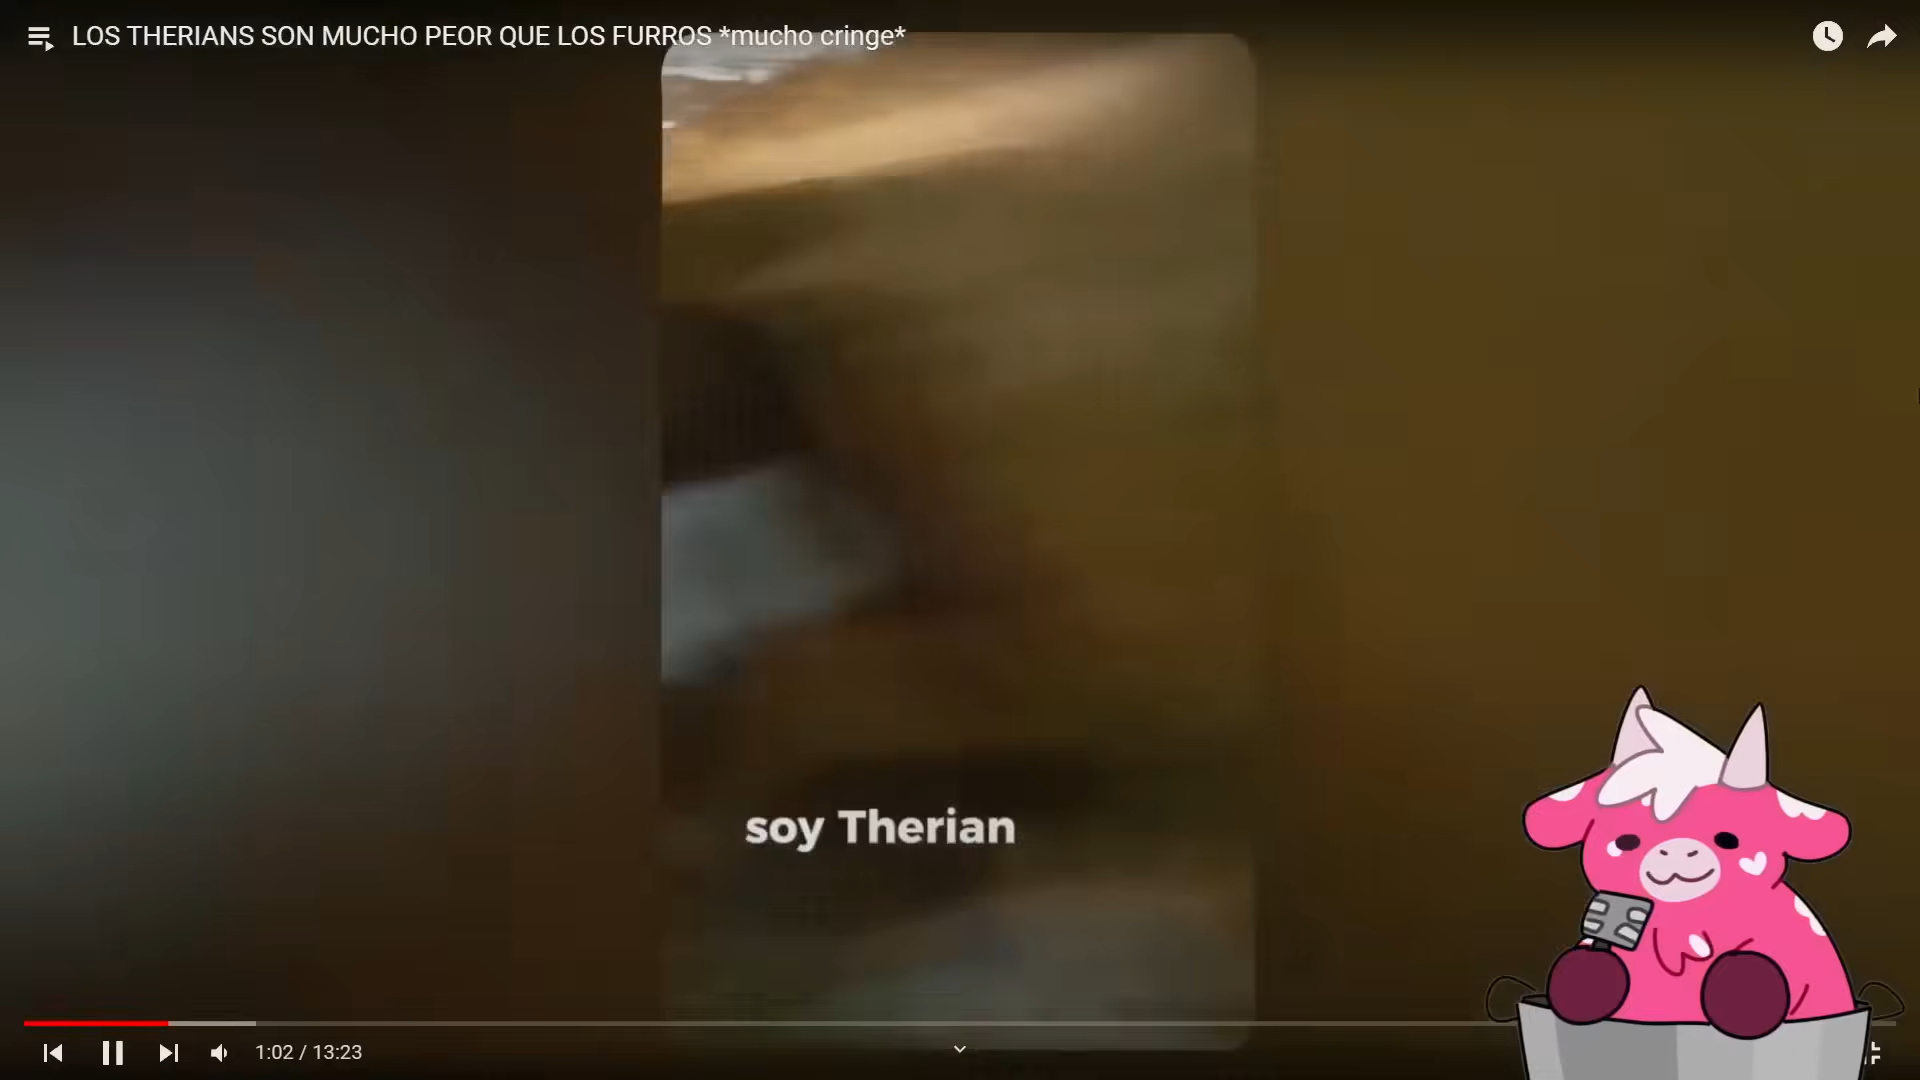 LOS THERIANS SON MUCHO PEOR QUE LOS FURROS *mucho cringe*
soy Therian
1:02 / 13:23